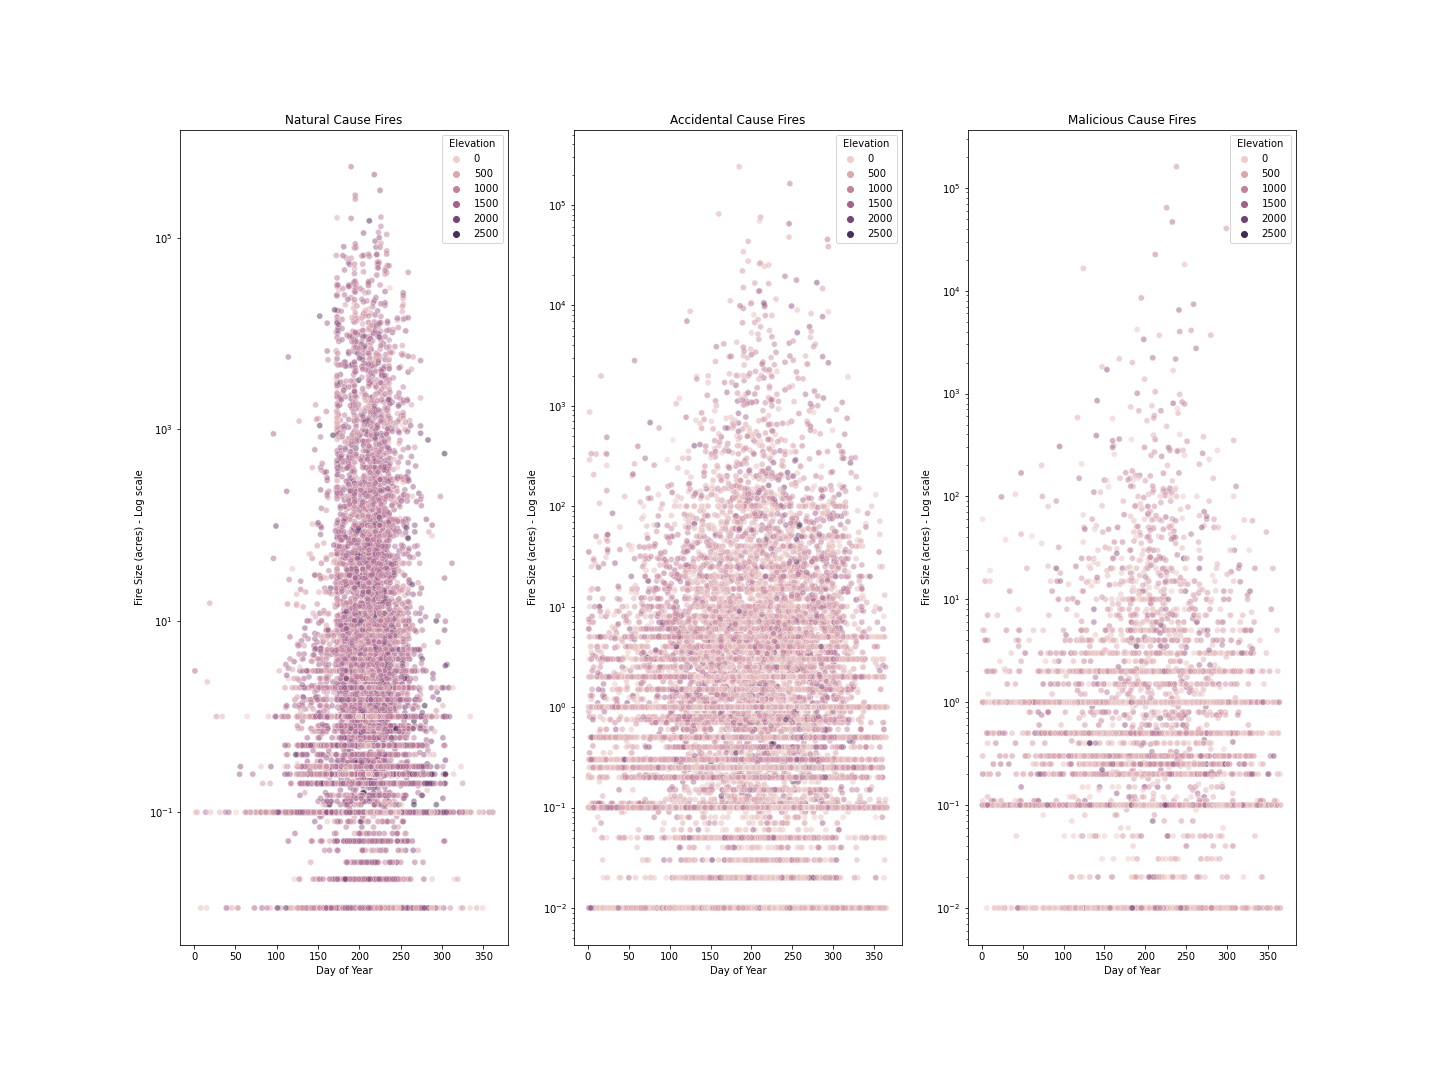 Natural Cause Fires
Elevation
0
500
1000
1500
2000
2500
10^5
10^3
10^1
10^-1
Fire Size (acres) - Log scale
0 50 100 150 200 250 300 350
Day of Year
Accidental Cause Fires
Elevation
0
500
1000
1500
2000
2500
10^5
10^4
10^3
10^2
10^1
10^0
10^-1
10^-2
Fire Size (acres) - Log scale
0 50 100 150 200 250 300 350
Day of Year
Malicious Cause Fires
Elevation
0
500
1000
1500
2000
2500
10^5
10^4
10^3
10^2
10^1
10^0
10^-1
10^-2
Fire Size (acres) - Log scale
0 50 100 150 200 250 300 350
Day of Year